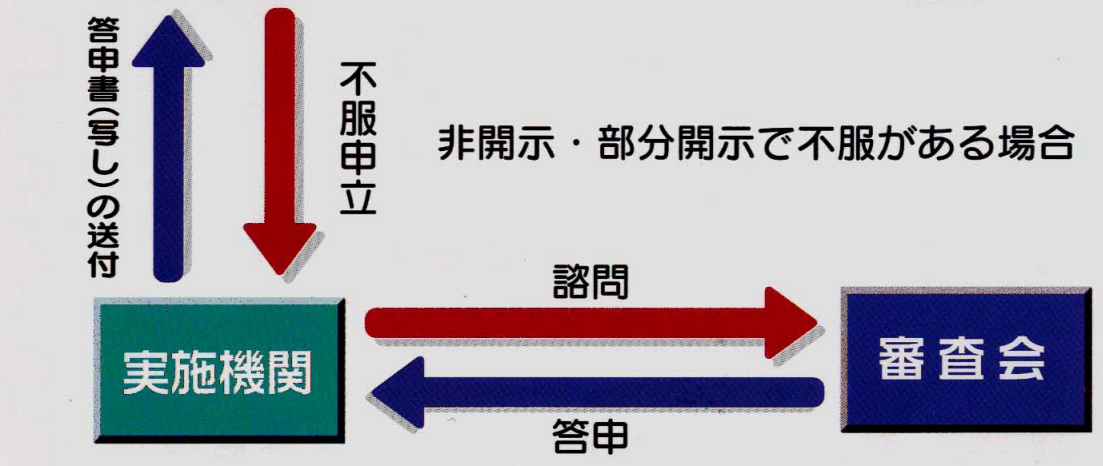 答申書(写し)の送付
不服申立
非開示・部分開示で不服がある場合
諮問
実施機関
審査会
答申